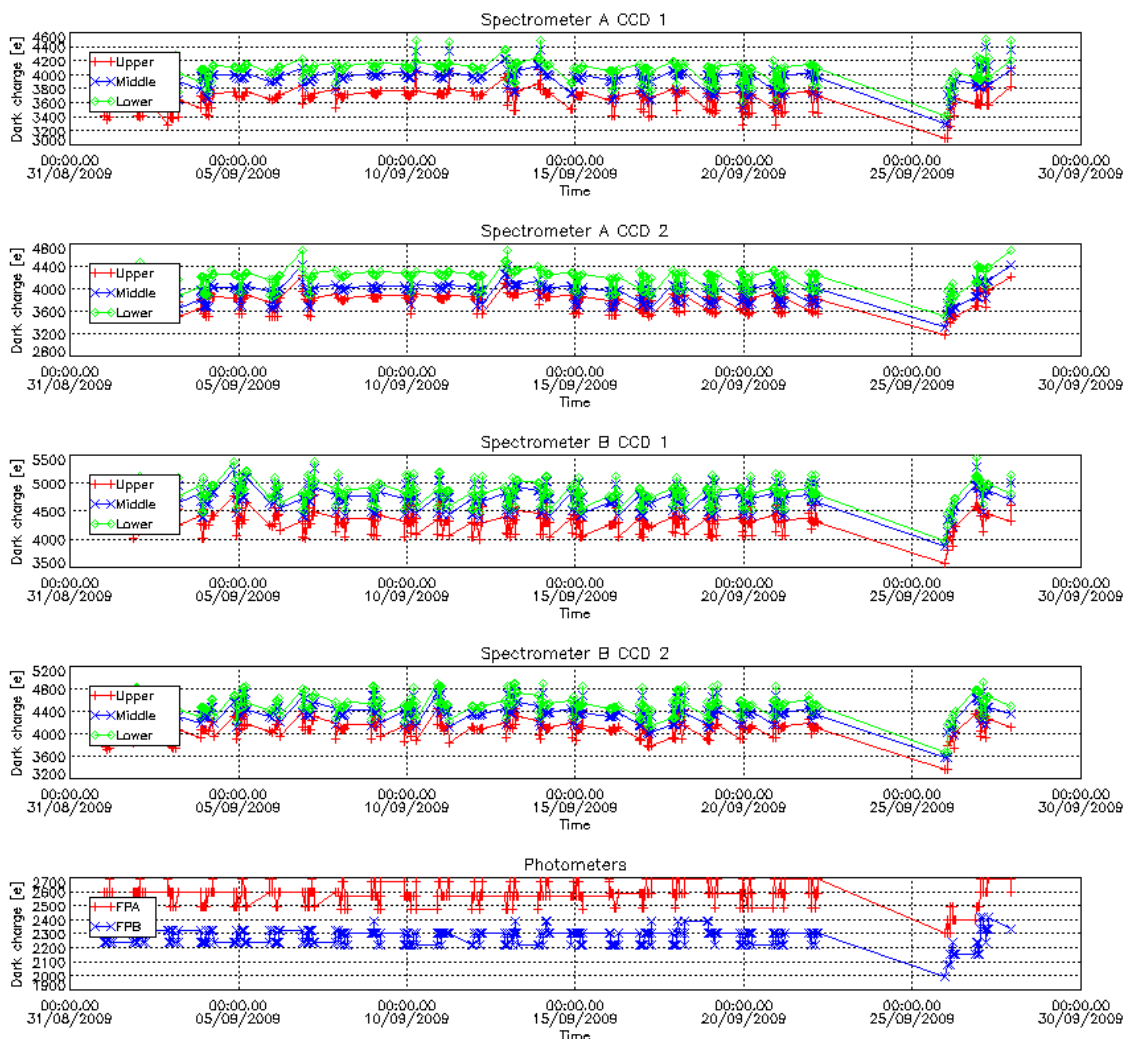 Spectrometer A CCD 1
Dark charge [e]
4600
4400
4200
4000
3800
3600
3400
3200
3000
Upper
Middle
Lower
00:00.00 00:00.00 00:00.00 00:00.00 00:00.00 00:00.00 00:00.00
31/08/2009 05/09/2009 10/09/2009 15/09/2009 20/09/2009 25/09/2009 30/09/2009
Time
Spectrometer A CCD 2
Dark charge [e]
4800
4400
4000
3600
3200
2800
Upper
Middle
Lower
00:00.00 00:00.00 00:00.00 00:00.00 00:00.00 00:00.00 00:00.00
31/08/2009 05/09/2009 10/09/2009 15/09/2009 20/09/2009 25/09/2009 30/09/2009
Time
Spectrometer B CCD 1
Dark charge [e]
5500
5000
4500
4000
3500
Upper
Middle
Lower
00:00.00 00:00.00 00:00.00 00:00.00 00:00.00 00:00.00 00:00.00
31/08/2009 05/09/2009 10/09/2009 15/09/2009 20/09/2009 25/09/2009 30/09/2009
Time
Spectrometer B CCD 2
Dark charge [e]
5200
4800
4400
4000
3600
3200
Upper
Middle
Lower
00:00.00 00:00.00 00:00.00 00:00.00 00:00.00 00:00.00 00:00.00
31/08/2009 05/09/2009 10/09/2009 15/09/2009 20/09/2009 25/09/2009 30/09/2009
Time
Photometers
Dark charge [e]
2700
2600
2500
2400
2300
2200
2100
2000
1900
FPA
FPB
00:00.00 00:00.00 00:00.00 00:00.00 00:00.00 00:00.00 00:00.00
31/08/2009 05/09/2009 10/09/2009 15/09/2009 20/09/2009 25/09/2009 30/09/2009
Time